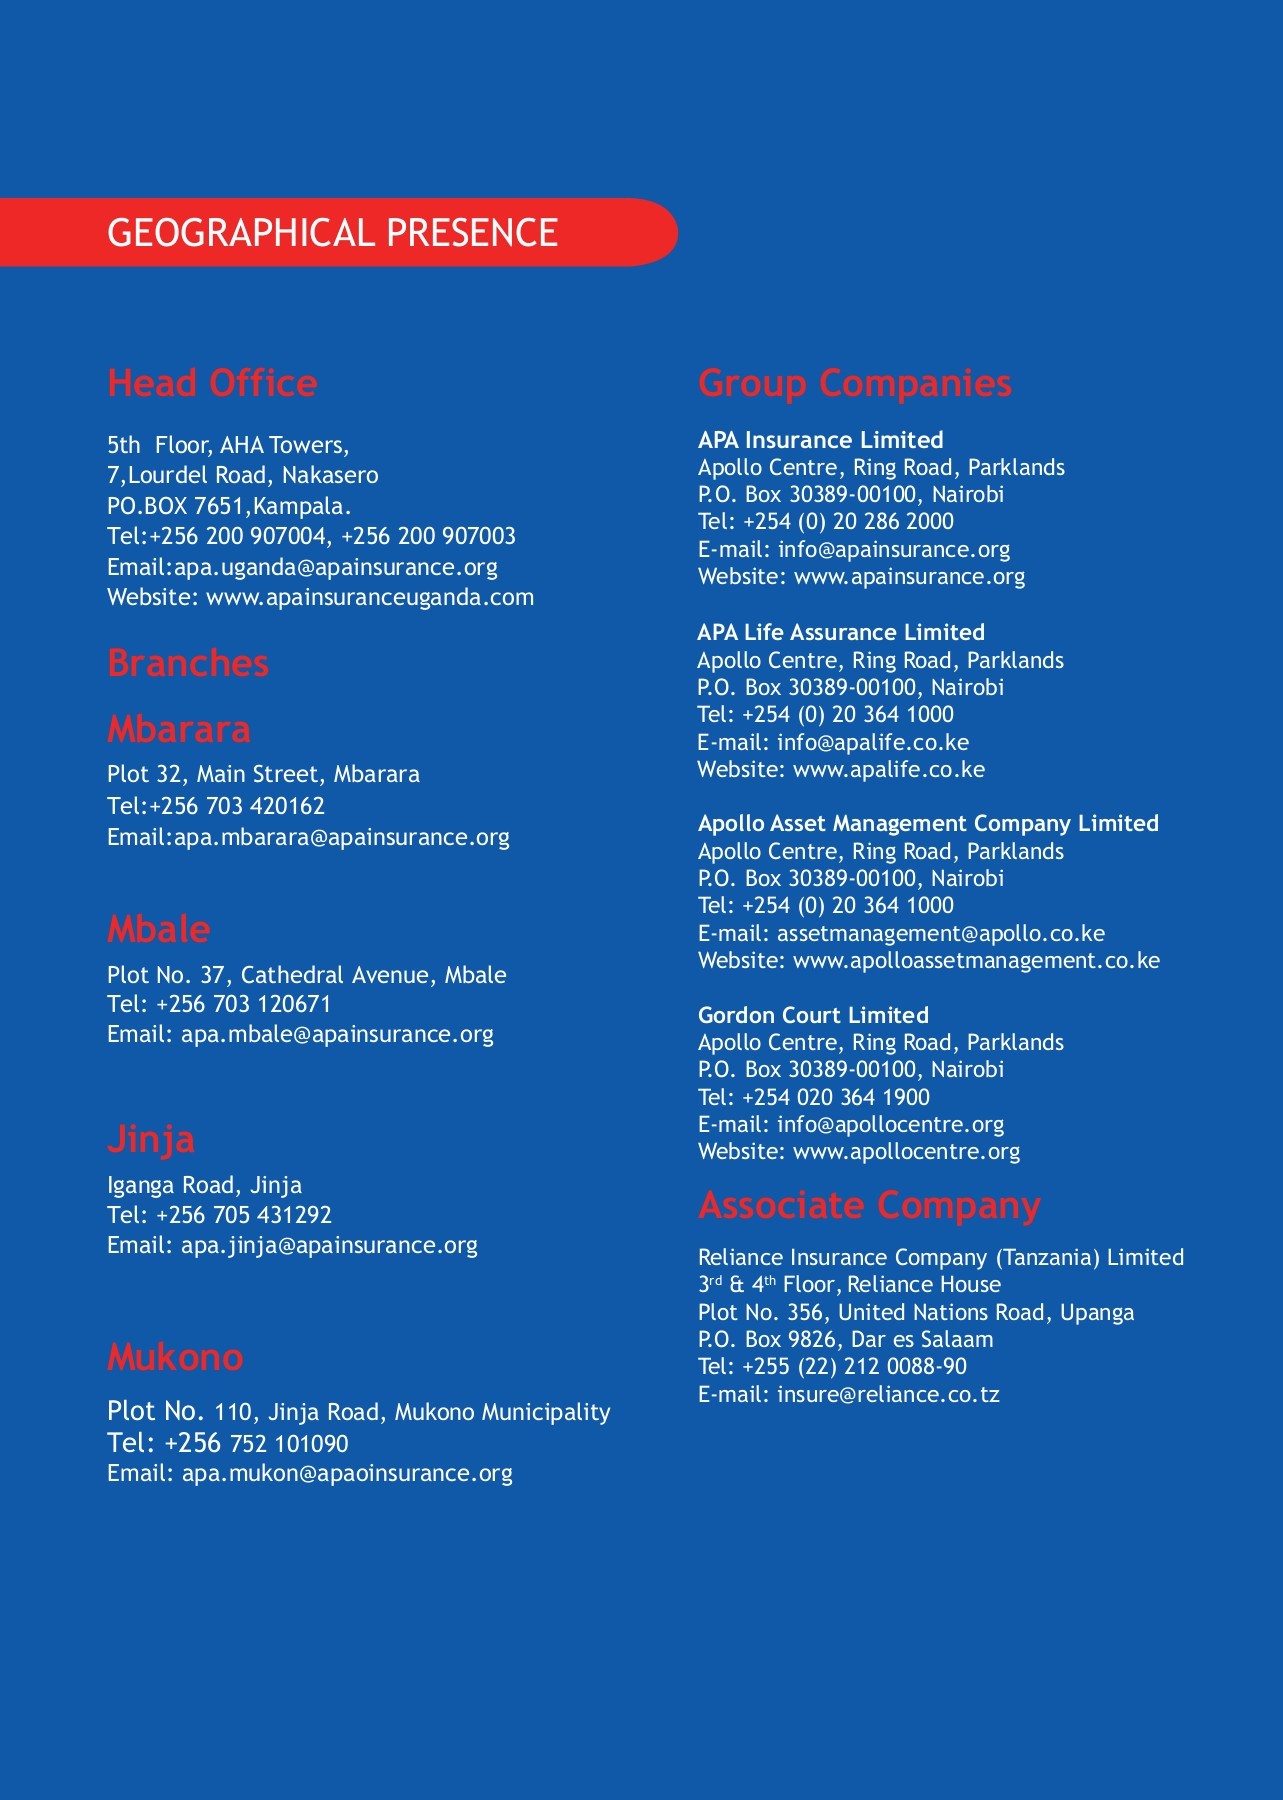 GEOGRAPHICAL PRESENCE
Head Office
5th  Floor, AHA Towers,
7,Lourdel Road, Nakasero
PO.BOX 7651,Kampala.
Tel:+256 200 907004, +256 200 907003
Email:apa.uganda@apainsurance.org
Website: www.apainsuranceuganda.com
Branches
Mbarara
Plot 32, Main Street, Mbarara
Tel:+256 703 420162
Email:apa.mbarara@apainsurance.org
Mbale
Plot No. 37, Cathedral Avenue, Mbale
Tel: +256 703 120671
Email: apa.mbale@apainsurance.org
Jinja
Iganga Road, Jinja
Tel: +256 705 431292
Email: apa.jinja@apainsurance.org
Mukono
Plot No. 110, Jinja Road, Mukono Municipality
Tel: +256 752 101090
Email: apa.mukon@apaoinsurance.org
Group Companies
APA Insurance Limited
Apollo Centre, Ring Road, Parklands
P.O. Box 30389-00100, Nairobi
Tel: +254 (0) 20 286 2000
E-mail: info@apainsurance.org
Website: www.apainsurance.org
APA Life Assurance Limited
Apollo Centre, Ring Road, Parklands
P.O. Box 30389-00100, Nairobi
Tel: +254 (0) 20 364 1000
E-mail: info@apalife.co.ke
Website: www.apalife.co.ke
Apollo Asset Management Company Limited
Apollo Centre, Ring Road, Parklands
P.O. Box 30389-00100, Nairobi
Tel: +254 (0) 20 364 1000
E-mail: assetmanagement@apollo.co.ke
Website: www.apolloassetmanagement.co.ke
Gordon Court Limited
Apollo Centre, Ring Road, Parklands
P.O. Box 30389-00100, Nairobi
Tel: +254 020 364 1900
E-mail: info@apollocentre.org
Website: www.apollocentre.org
Associate Company
Reliance Insurance Company (Tanzania) Limited
3rd & 4th Floor, Reliance House
Plot No. 356, United Nations Road, Upanga
P.O. Box 9826, Dar es Salaam
Tel: +255 (22) 212 0088-90
E-mail: insure@reliance.co.tz